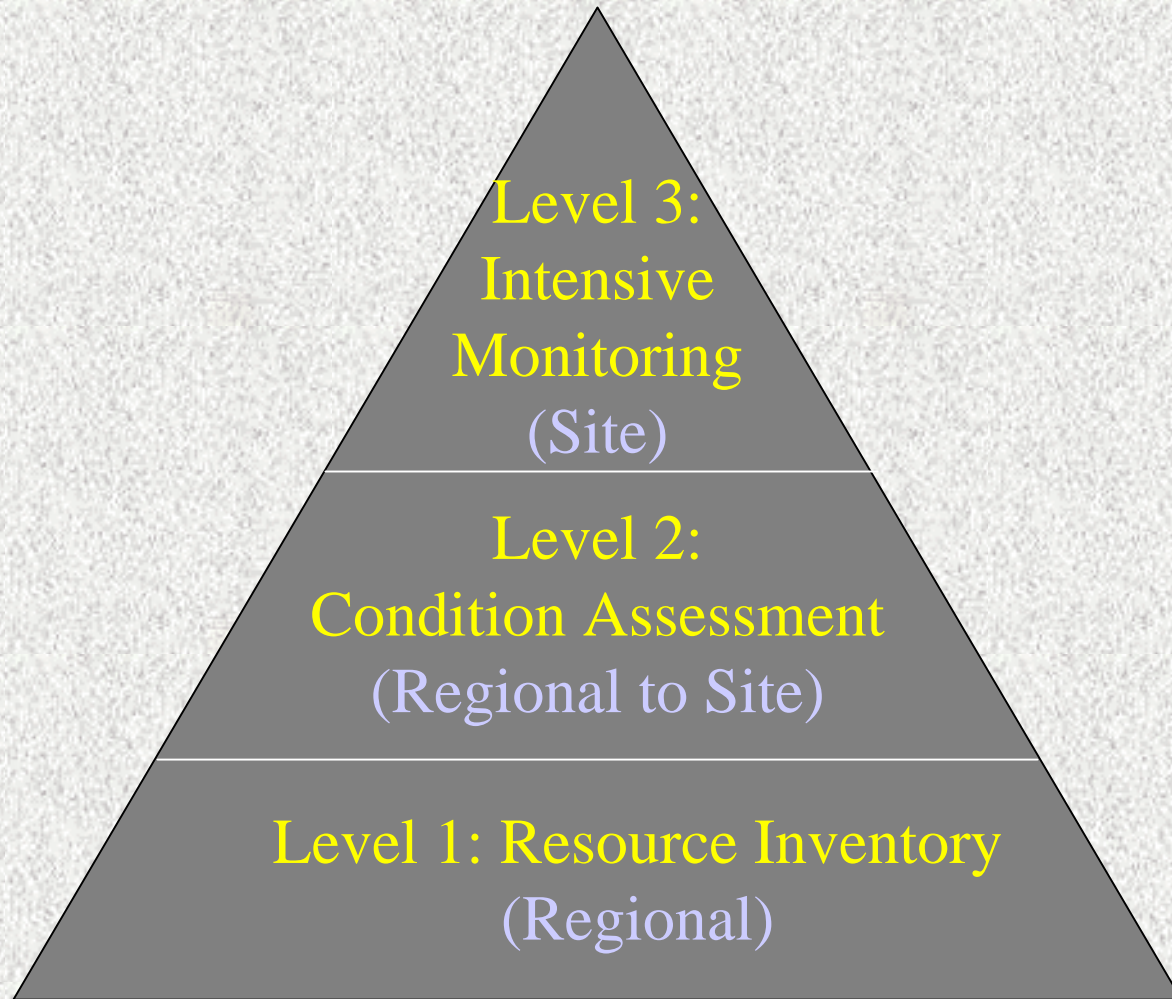 Level 3:
Intensive
Monitoring
(Site)
Level 2:
Condition Assessment
(Regional to Site)
Level 1: Resource Inventory
(Regional)